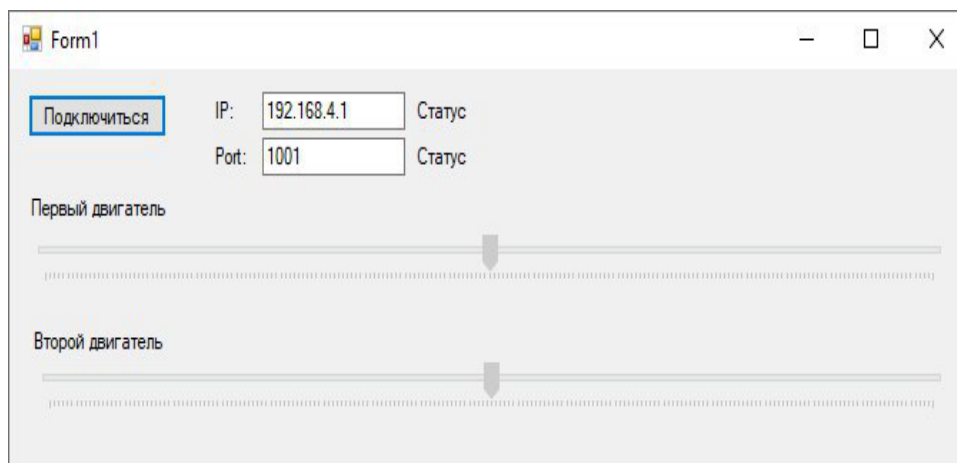 Form1
Подключиться IP: 192.168.4.1 Статус
Port: 1001 Статус
Первый двигатель
Второй двигатель